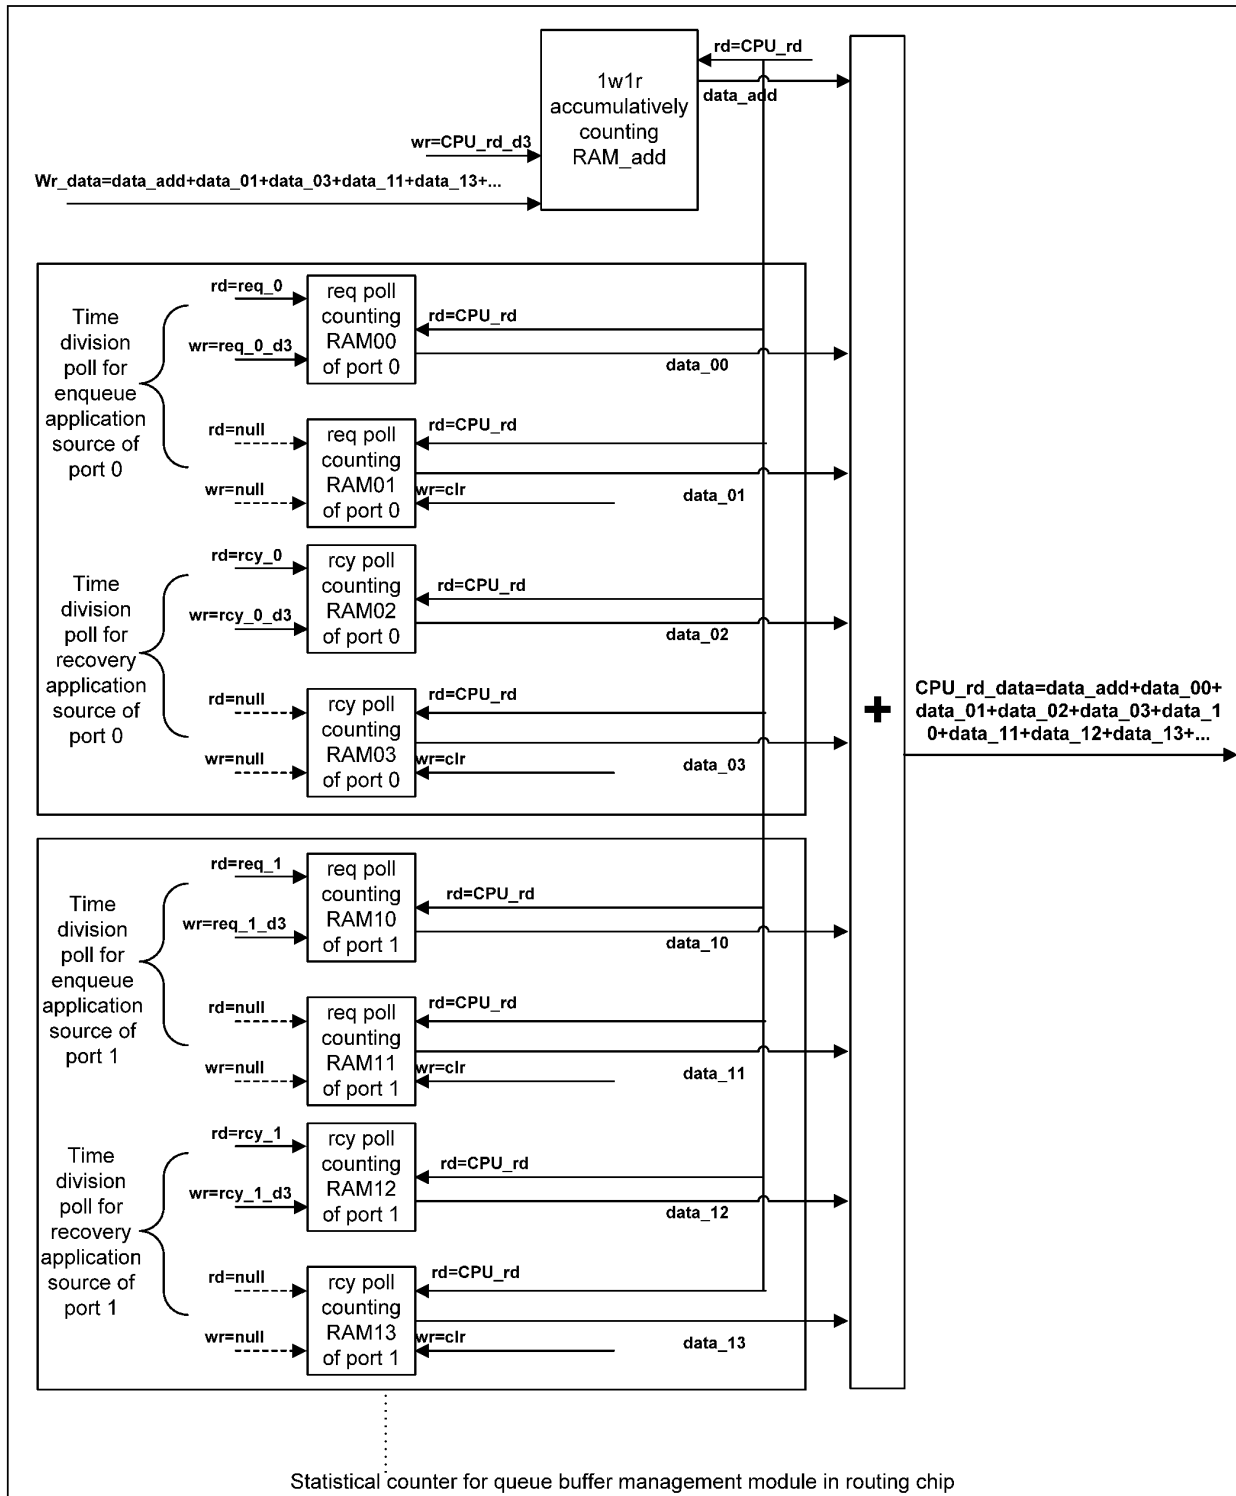 rd=CPU_rd
1w1r
accumulatively
counting
RAM_add
data_add
wr=CPU_rd_d3
Wr_data=data_add+data_01+data_03+data_11+data_13+...
Time
division
poll for
enqueue
application
source of
port 0
rd=req_0
wr=req_0_d3
req poll
counting
RAM00
of port 0
rd=CPU_rd
data_00
rd=null
wr=null
req poll
counting
RAM01
of port 0
rd=CPU_rd
wr=clr
data_01
Time
division
poll for
recovery
application
source of
port 0
rd=rcy_0
wr=rcy_0_d3
rcy poll
counting
RAM02
of port 0
rd=CPU_rd
data_02
rd=null
wr=null
rcy poll
counting
RAM03
of port 0
rd=CPU_rd
wr=clr
data_03
+
CPU_rd_data=data_add+data_00+
data_01+data_02+data_03+data_1
0+data_11+data_12+data_13+...
Time
division
poll for
enqueue
application
source of
port 1
rd=req_1
wr=req_1_d3
req poll
counting
RAM10
of port 1
rd=CPU_rd
data_10
rd=null
wr=null
req poll
counting
RAM11
of port 1
rd=CPU_rd
wr=clr
data_11
Time
division
poll for
recovery
application
source of
port 1
rd=rcy_1
wr=rcy_1_d3
rcy poll
counting
RAM12
of port 1
rd=CPU_rd
data_12
rd=null
wr=null
rcy poll
counting
RAM13
of port 1
rd=CPU_rd
wr=clr
data_13
Statistical counter for queue buffer management module in routing chip